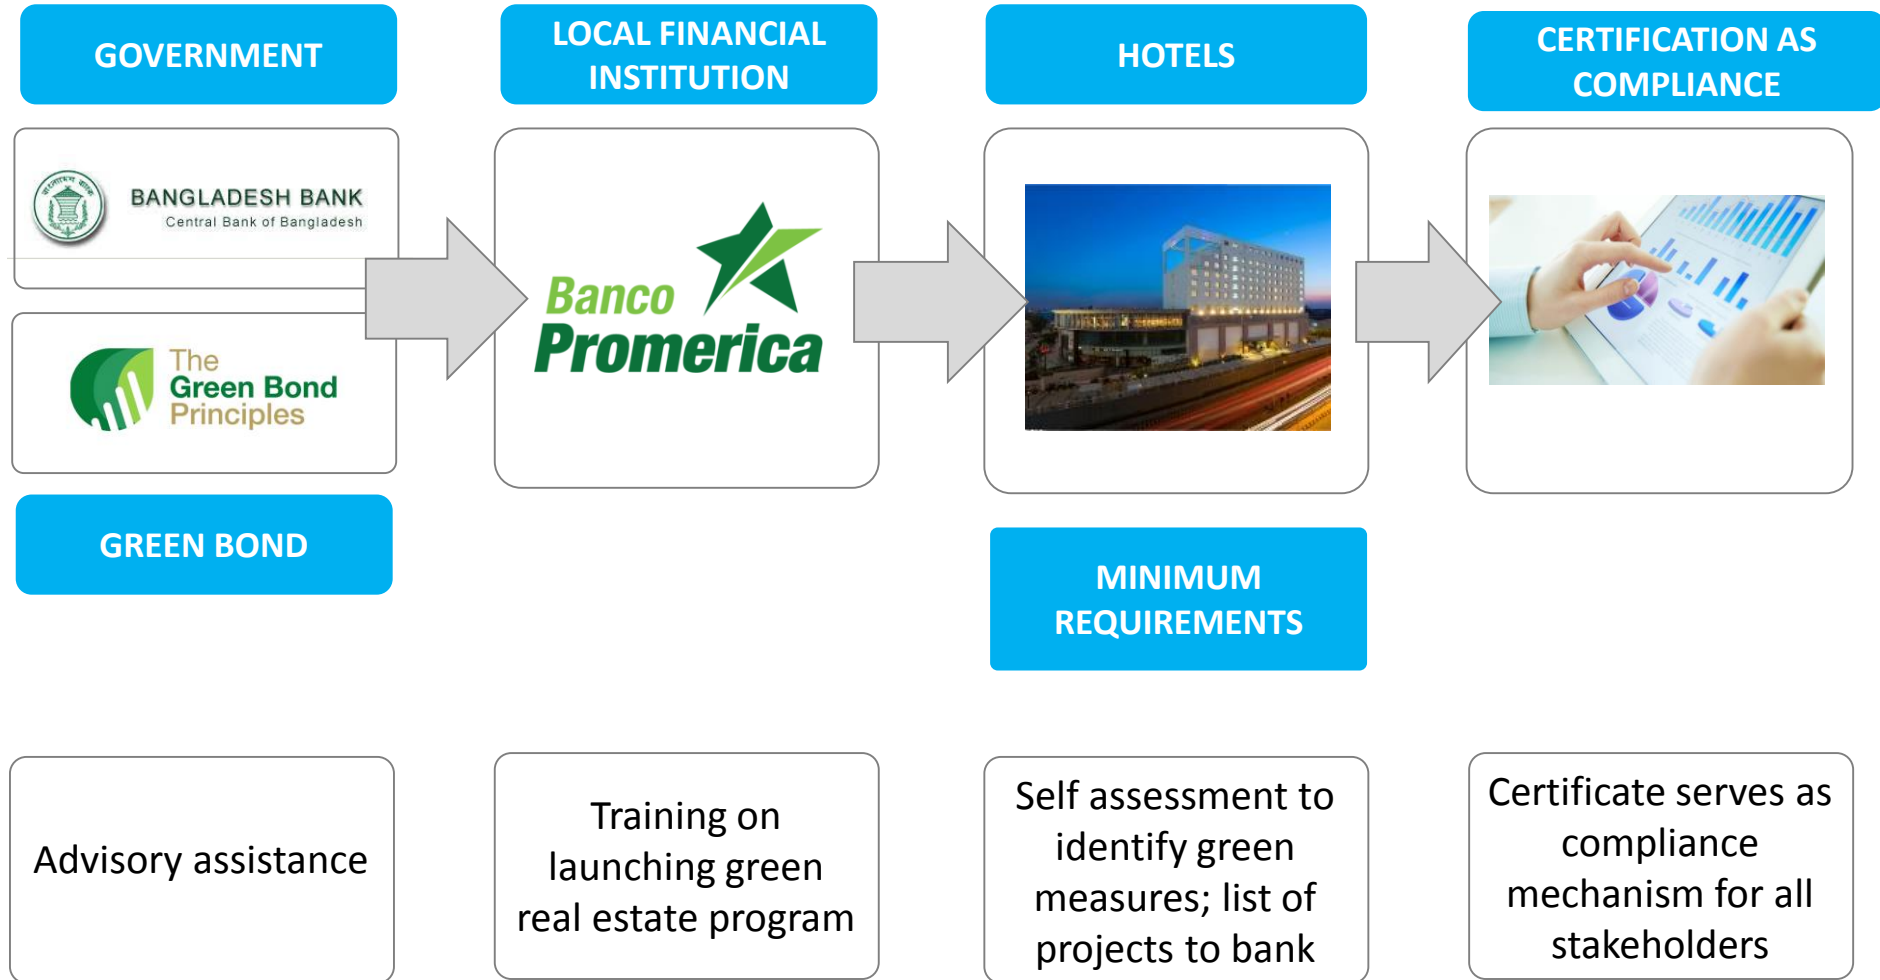 GOVERNMENT
LOCAL FINANCIAL
INSTITUTION
HOTELS
CERTIFICATION AS
COMPLIANCE
BANGLADESH BANK
Central Bank of Bangladesh
The
Green Bond
Principles
Banco
Promerica
GREEN BOND
MINIMUM
REQUIREMENTS
Advisory assistance
Training on
launching green
real estate program
Self assessment to
identify green
measures; list of
projects to bank
Certificate serves as
compliance
mechanism for all
stakeholders